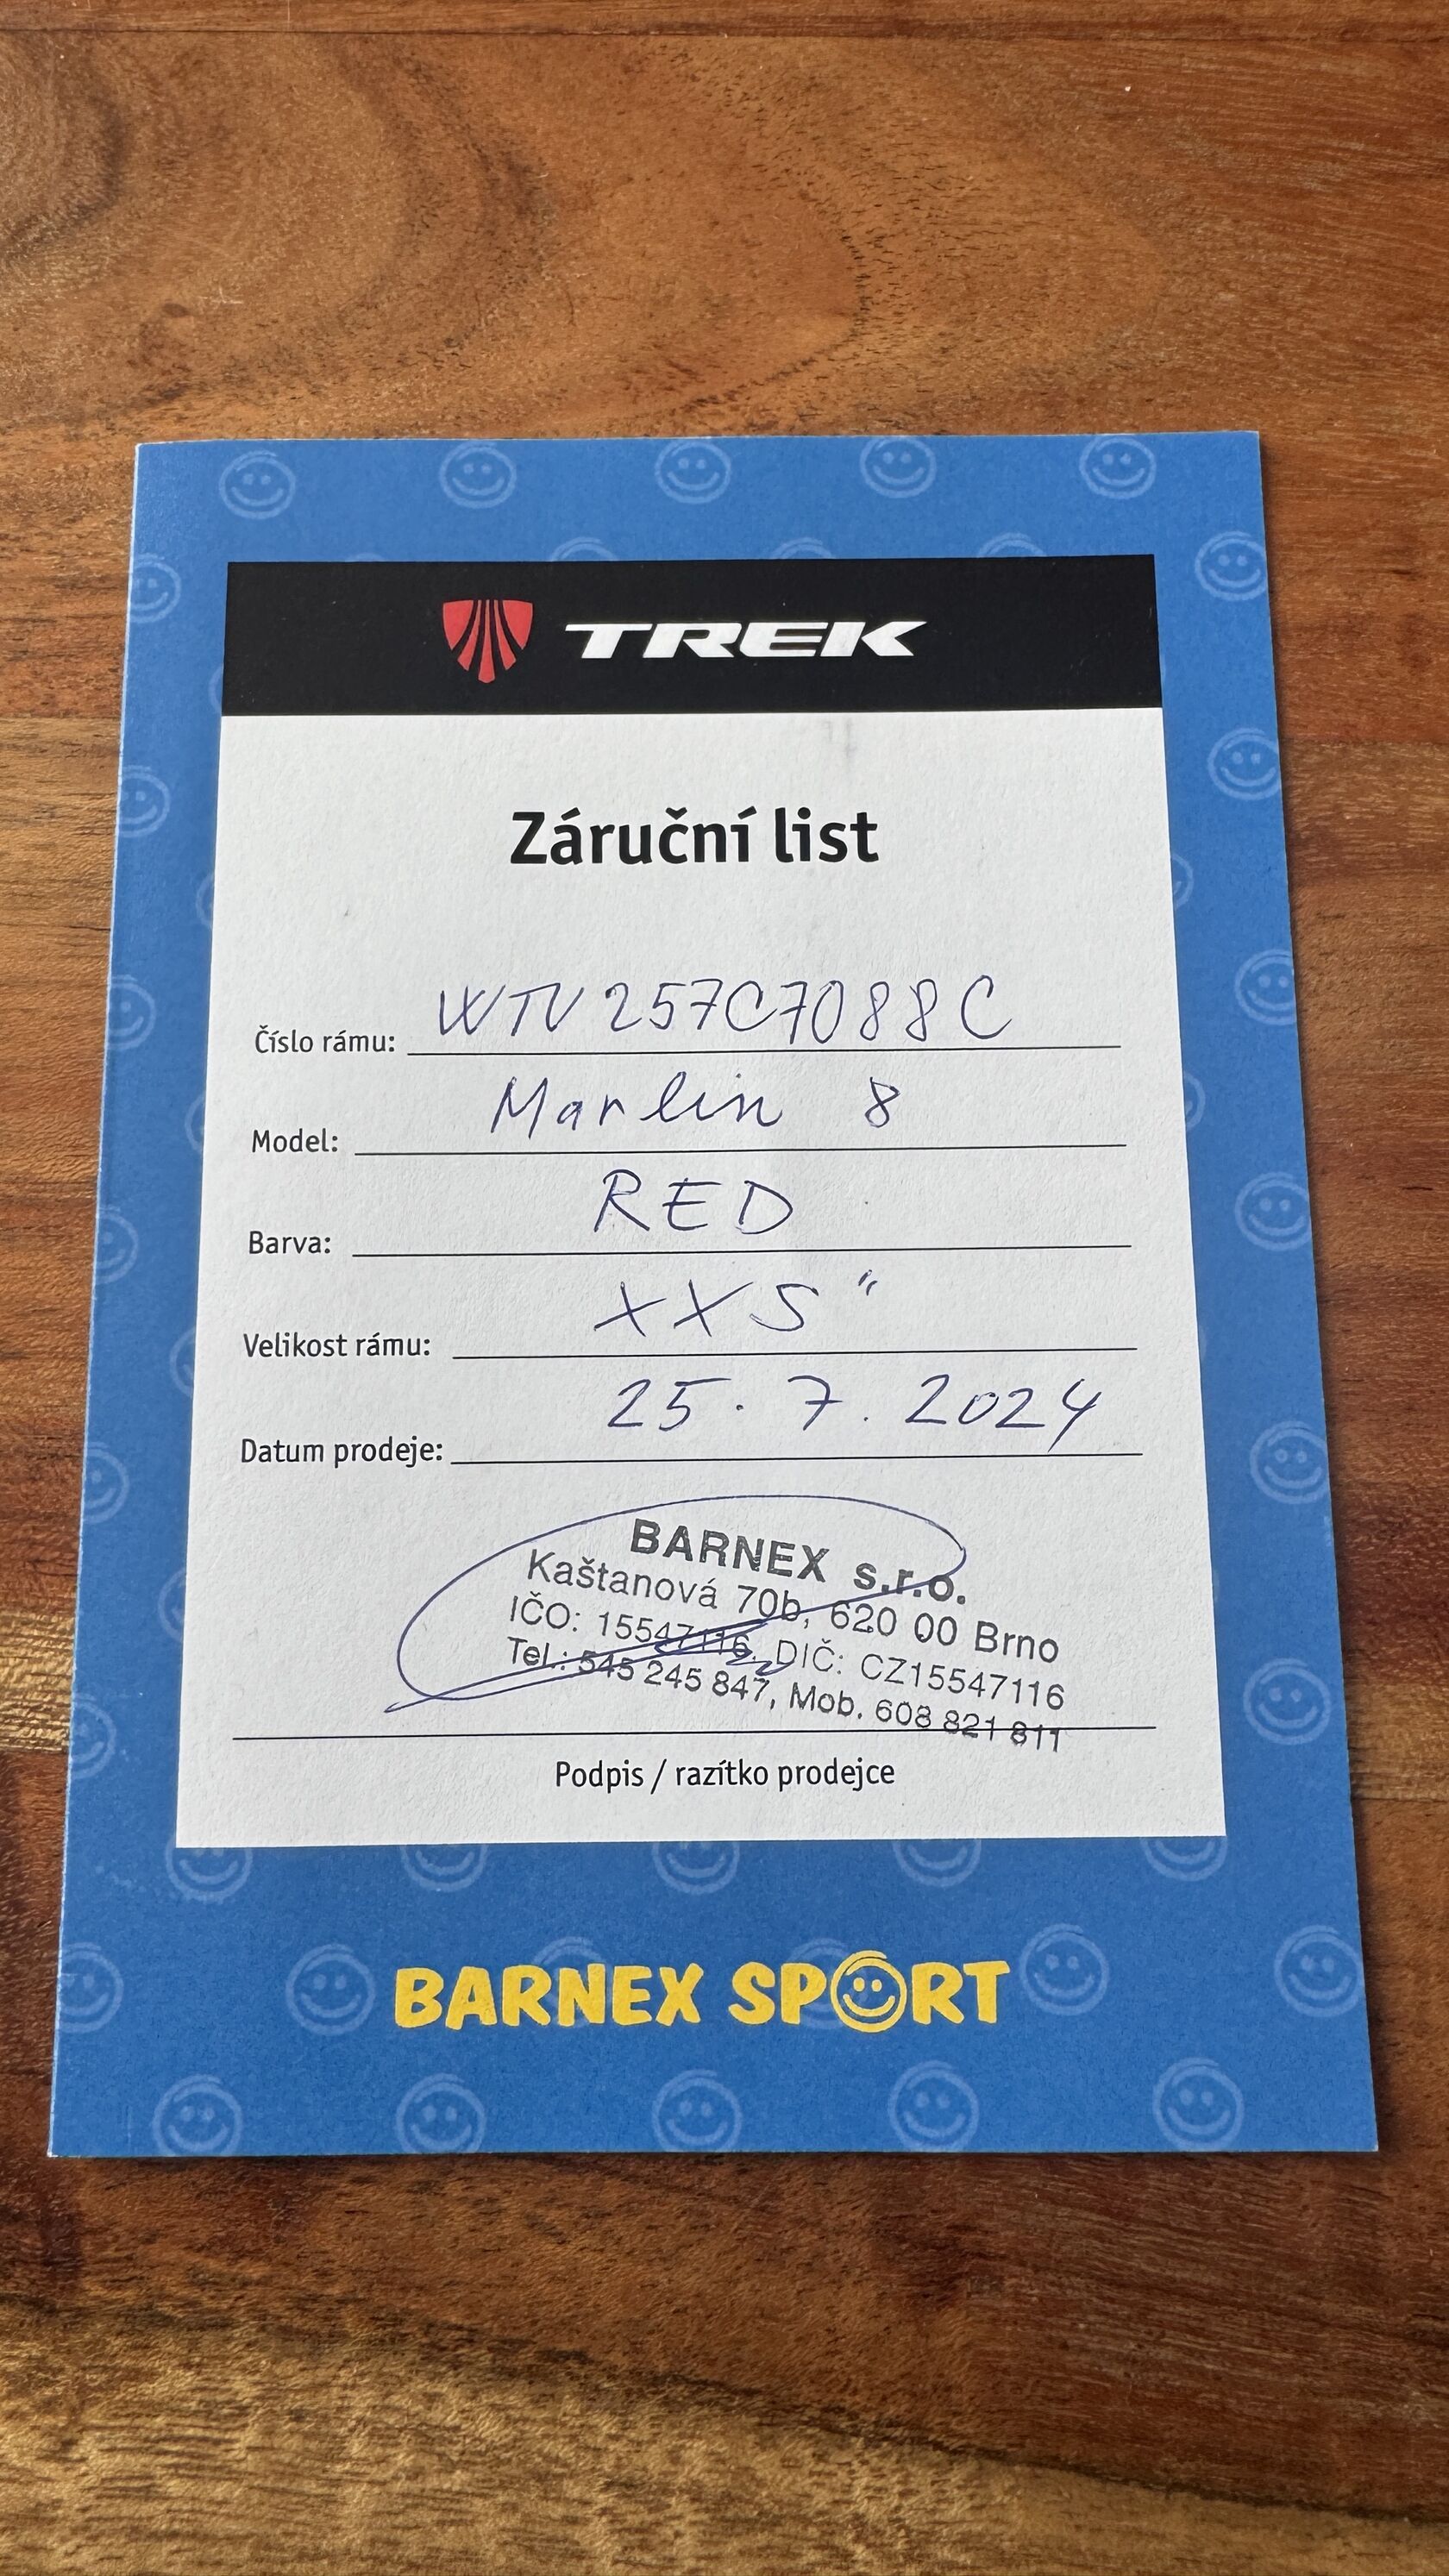 TREK
Záruční list
Číslo rámu: WTU257C7088C
Model: Marlin 8
Barva: RED
Velikost rámu: XXS"
Datum prodeje: 25. 7. 2024
BARNEX s.r.o.
Kaštanová 70b, 620 00 Brno
IČO: 15547116, DIČ: CZ15547116
Tel.: 545 245 847, Mob. 608 821 811
Podpis / razítko prodejce
BARNEX SPORT